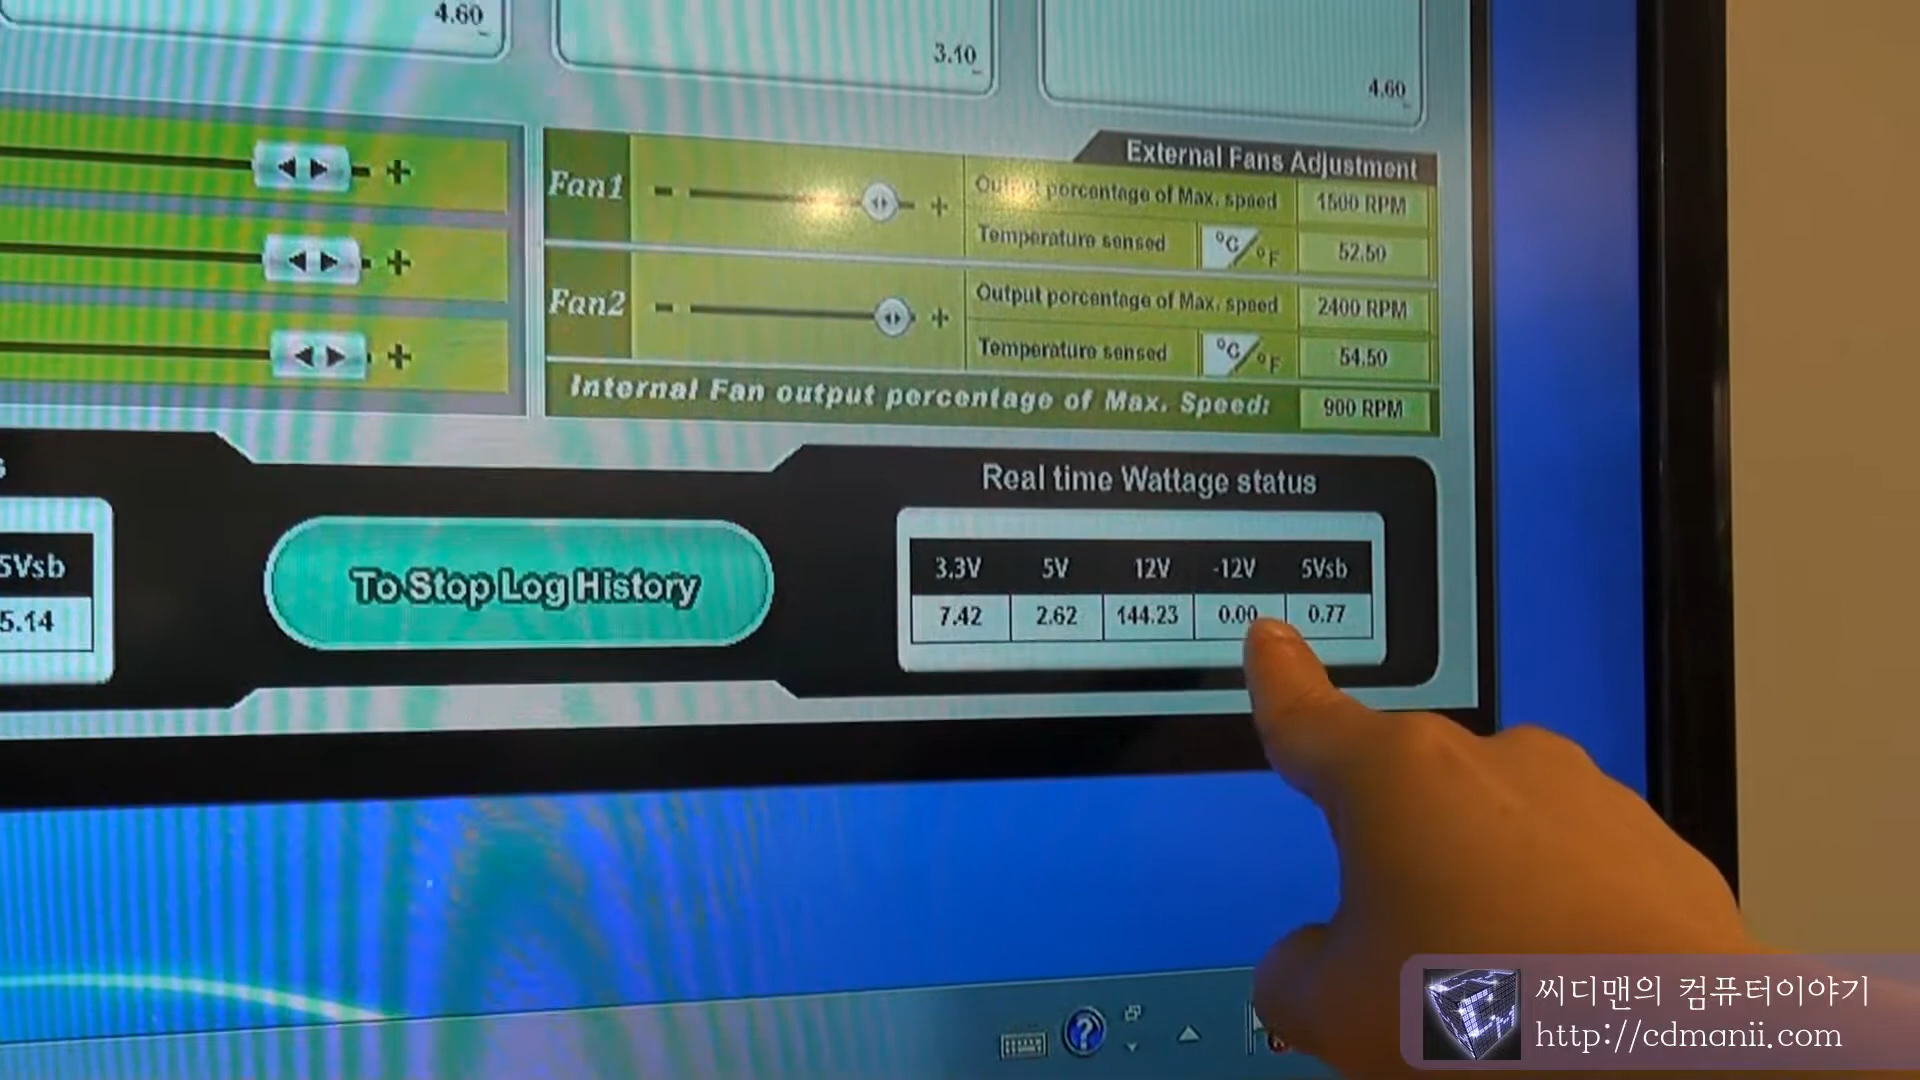 4.60
3.10
4.60
External Fans Adjustment
Fan1 - + Output porcentage of Max. speed 1500 RPM
Temperature sensed °C/°F 52.50
Fan2 - + Output porcentage of Max. speed 2400 RPM
Temperature sensed °C/°F 54.50
Internal Fan output percentage of Max. Speed: 900 RPM
Real time Wattage status
5Vsb
5.14
To Stop Log History
3.3V 5V 12V -12V 5Vsb
7.42 2.62 144.23 0.00 0.77
씨디맨의 컴퓨터이야기
http://cdmanii.com